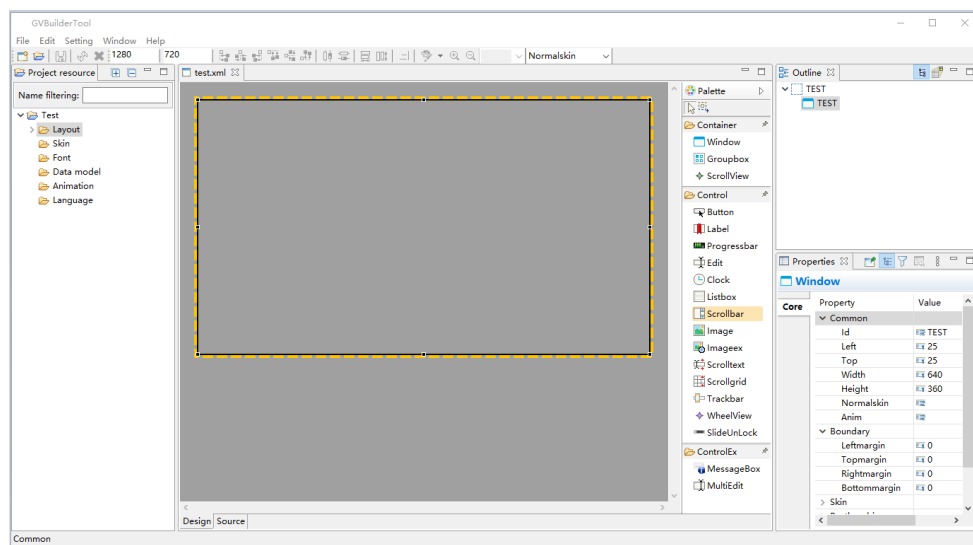 GVBuilderTool
File Edit Setting Window Help
1280 720 Normalskin
Project resource
Name filtering:
Test
Layout
Skin
Font
Data model
Animation
Language
test.xml
Design Source
Palette
Container
Window
Groupbox
ScrollView
Control
Button
Label
Progressbar
Edit
Clock
Listbox
Scrollbar
Image
Imageex
Scrolltext
Scrollgrid
Trackbar
WheelView
SlideUnLock
ControlEx
MessageBox
MultiEdit
Outline
TEST
TEST
Properties
Window
Core
Property Value
Common
Id TEST
Left 25
Top 25
Width 640
Height 360
Normalskin
Anim
Boundary
Leftmargin 0
Topmargin 0
Rightmargin 0
Bottommargin 0
Skin
Common